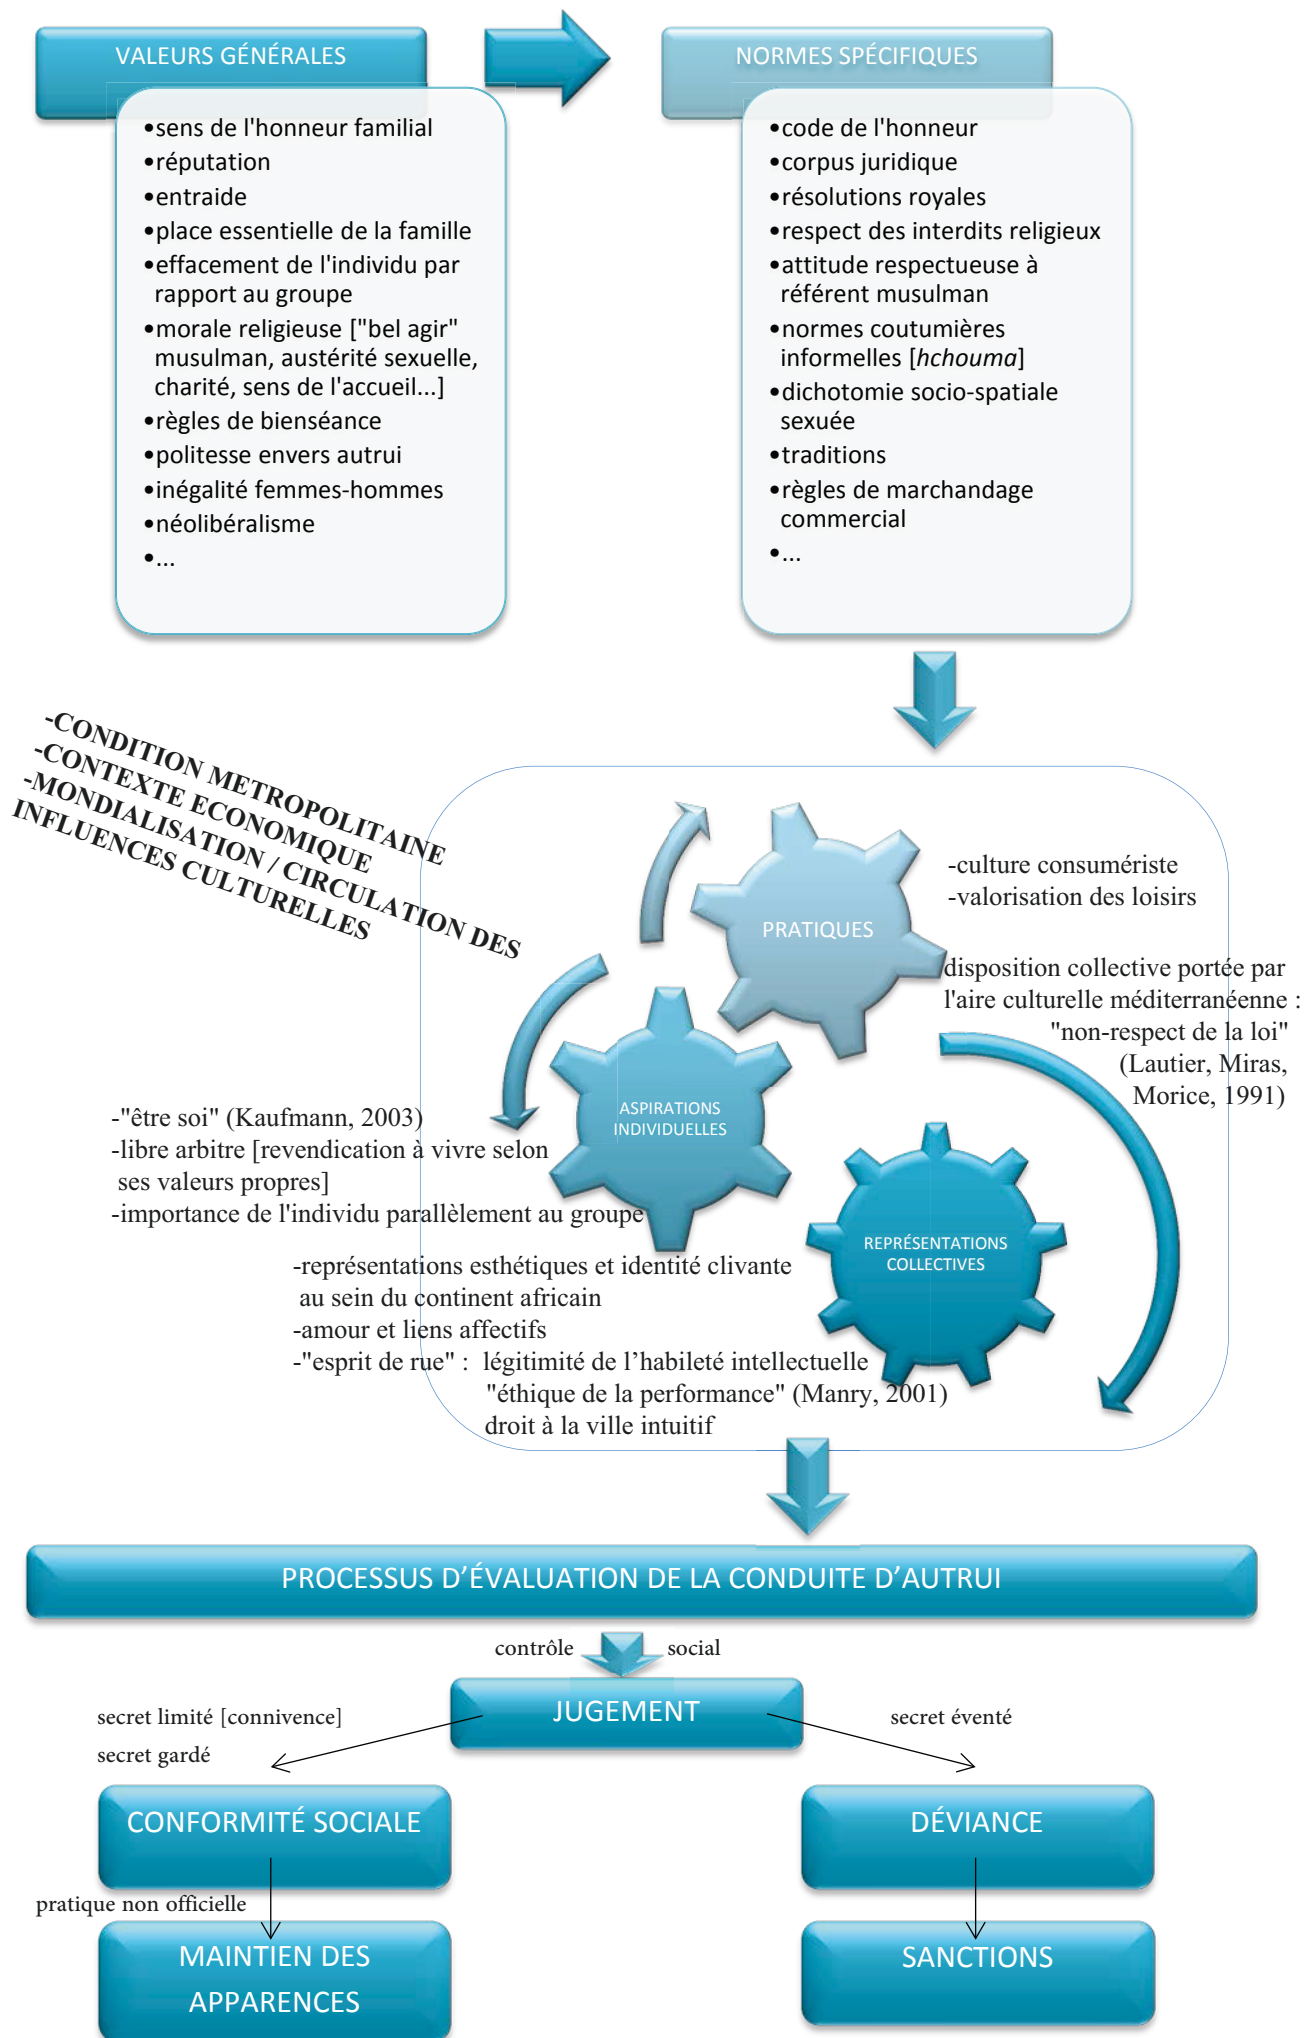 VALEURS GÉNÉRALES
•sens de l'honneur familial
•réputation
•entraide
•place essentielle de la famille
•effacement de l'individu par
rapport au groupe
•morale religieuse ["bel agir"
musulman, austérité sexuelle,
charité, sens de l'accueil...]
•règles de bienséance
•politesse envers autrui
•inégalité femmes-hommes
•néolibéralisme
•...
NORMES SPÉCIFIQUES
•code de l'honneur
•corpus juridique
•résolutions royales
•respect des interdits religieux
•attitude respectueuse à
référent musulman
•normes coutumières
informelles [hchouma]
•dichotomie socio-spatiale
sexuée
•traditions
•règles de marchandage
commercial
•...
-CONDITION METROPOLITAINE
-CONTEXTE ECONOMIQUE
-MONDIALISATION / CIRCULATION DES
INFLUENCES CULTURELLES
PRATIQUES
-culture consumériste
-valorisation des loisirs
disposition collective portée par
l'aire culturelle méditerranéenne :
"non-respect de la loi"
(Lautier, Miras,
Morice, 1991)
ASPIRATIONS
INDIVIDUELLES
-"être soi" (Kaufmann, 2003)
-libre arbitre [revendication à vivre selon
ses valeurs propres]
-importance de l'individu parallèlement au groupe
REPRÉSENTATIONS
COLLECTIVES
-représentations esthétiques et identité clivante
au sein du continent africain
-amour et liens affectifs
-"esprit de rue" : légitimité de l’habileté intellectuelle
"éthique de la performance" (Manry, 2001)
droit à la ville intuitif
PROCESSUS D’ÉVALUATION DE LA CONDUITE D’AUTRUI
contrôle social
JUGEMENT
secret limité [connivence]
secret gardé
secret éventé
CONFORMITÉ SOCIALE
DÉVIANCE
pratique non officielle
MAINTIEN DES
APPARENCES
SANCTIONS